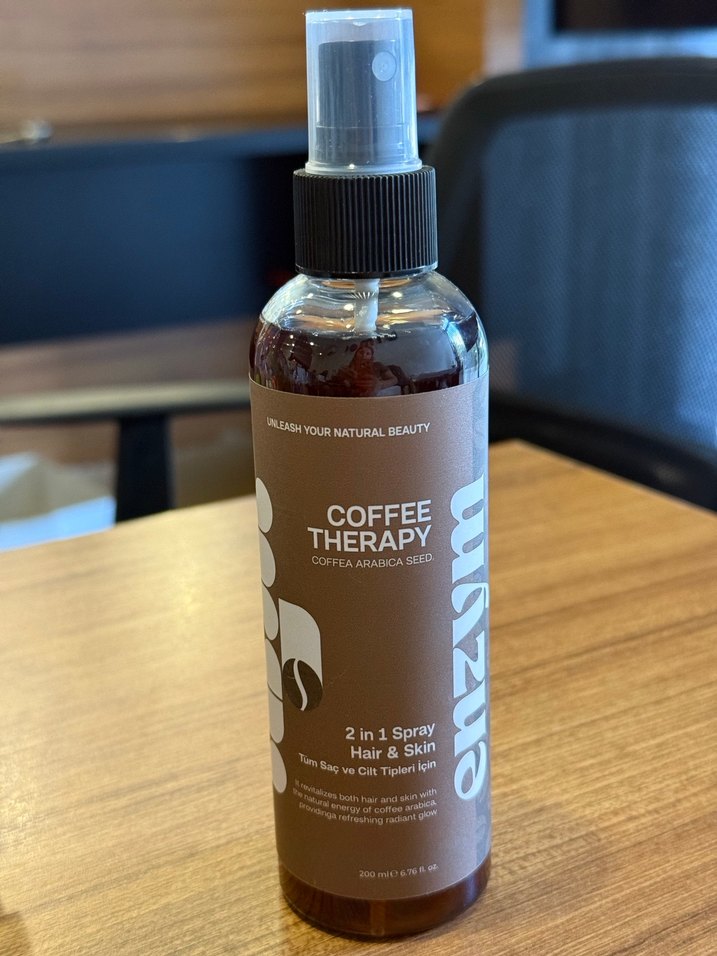 UNLEASH YOUR NATURAL BEAUTY
COFFEE
THERAPY
COFFEA ARABICA SEED.
2 in 1 Spray
Hair & Skin
Tüm Saç ve Cilt Tipleri İçin
It revitalizes both hair and skin with
the natural energy of coffee arabica,
providinga refreshing radiant glow
200 ml ℮ 6.76 fl. oz.